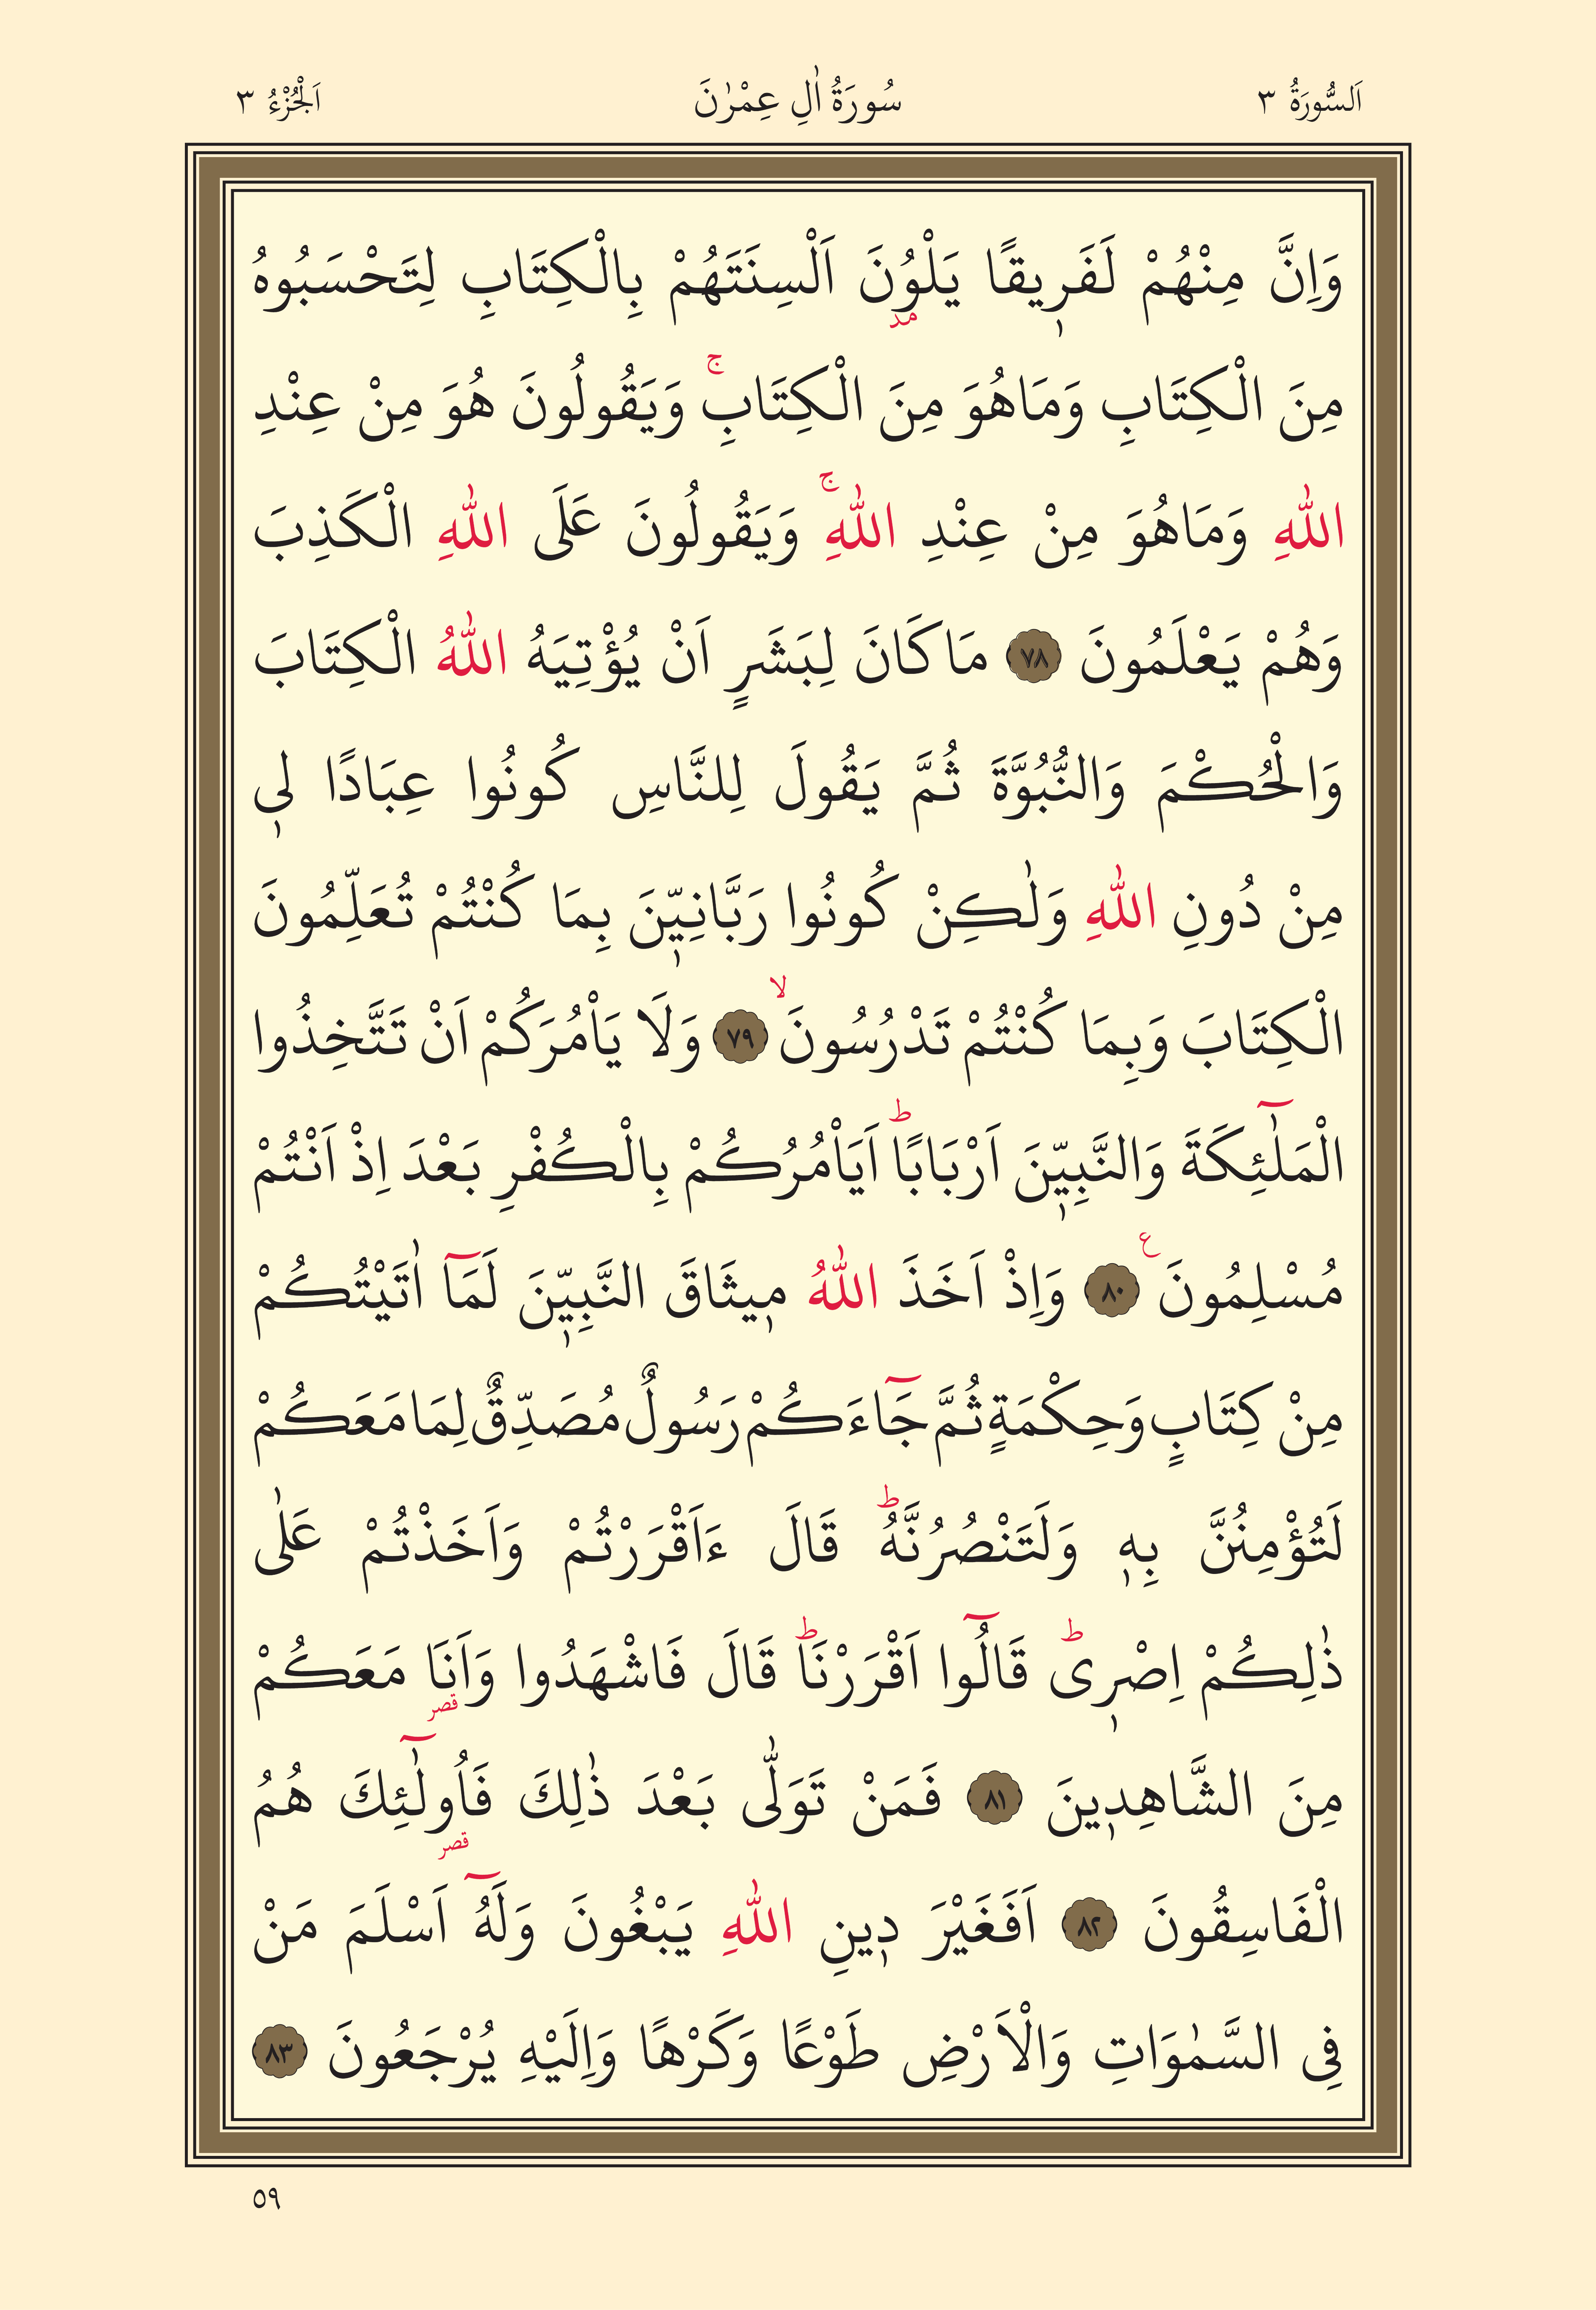 اَلسُّورَةُ ٣ سُورَةُ اٰلِ عِمْرٰنَ اَلْجُزْءُ ٣
وَاِنَّ مِنْهُمْ لَفَر۪يقًا يَلْوُنَ اَلْسِنَتَهُمْ بِالْكِتَابِ لِتَحْسَبُوهُ
مد
مِنَ الْكِتَابِ وَمَاهُوَ مِنَ الْكِتَابِۚ وَيَقُولُونَ هُوَ مِنْ عِنْدِ
اللّٰهِ وَمَاهُوَ مِنْ عِنْدِ اللّٰهِۚ وَيَقُولُونَ عَلَى اللّٰهِ الْكَذِبَ
وَهُمْ يَعْلَمُونَ ﴿٧٨﴾ مَاكَانَ لِبَشَرٍ اَنْ يُؤْتِيَهُ اللّٰهُ الْكِتَابَ
وَالْحُكْمَ وَالنُّبُوَّةَ ثُمَّ يَقُولَ لِلنَّاسِ كُونُوا عِبَادًا ل۪ى
مِنْ دُونِ اللّٰهِ وَلٰكِنْ كُونُوا رَبَّانِيّ۪نَ بِمَا كُنْتُمْ تُعَلِّمُونَ
الْكِتَابَ وَبِمَا كُنْتُمْ تَدْرُسُونَۙ ﴿٧٩﴾ وَلَا يَاْمُرَكُمْ اَنْ تَتَّخِذُوا
الْمَلٰٓئِكَةَ وَالنَّبِيّ۪نَ اَرْبَابًاۜ اَيَاْمُرُكُمْ بِالْكُفْرِ بَعْدَ اِذْ اَنْتُمْ
مُسْلِمُونَ ع ﴿٨٠﴾ وَاِذْ اَخَذَ اللّٰهُ م۪يثَاقَ النَّبِيّ۪نَ لَمَٓا اٰتَيْتُكُمْ
مِنْ كِتَابٍ وَحِكْمَةٍ ثُمَّ جَٓاءَكُمْ رَسُولٌ مُصَدِّقٌ لِمَا مَعَكُمْ
لَتُؤْمِنُنَّ بِه۪ وَلَتَنْصُرُنَّهُۜ قَالَ ءَاَقْرَرْتُمْ وَاَخَذْتُمْ عَلٰى
ذٰلِكُمْ اِصْر۪ىۜ قَالُٓوا اَقْرَرْنَاۜ قَالَ فَاشْهَدُوا وَاَنَا مَعَكُمْ
قصر
مِنَ الشَّاهِد۪ينَ ﴿٨١﴾ فَمَنْ تَوَلّٰى بَعْدَ ذٰلِكَ فَاُولٰٓئِكَ هُمُ
قصر
الْفَاسِقُونَ ﴿٨٢﴾ اَفَغَيْرَ د۪ينِ اللّٰهِ يَبْغُونَ وَلَهُٓ اَسْلَمَ مَنْ
فِى السَّمٰوَاتِ وَالْاَرْضِ طَوْعًا وَكَرْهًا وَاِلَيْهِ يُرْجَعُونَ ﴿٨٣﴾
٥٩